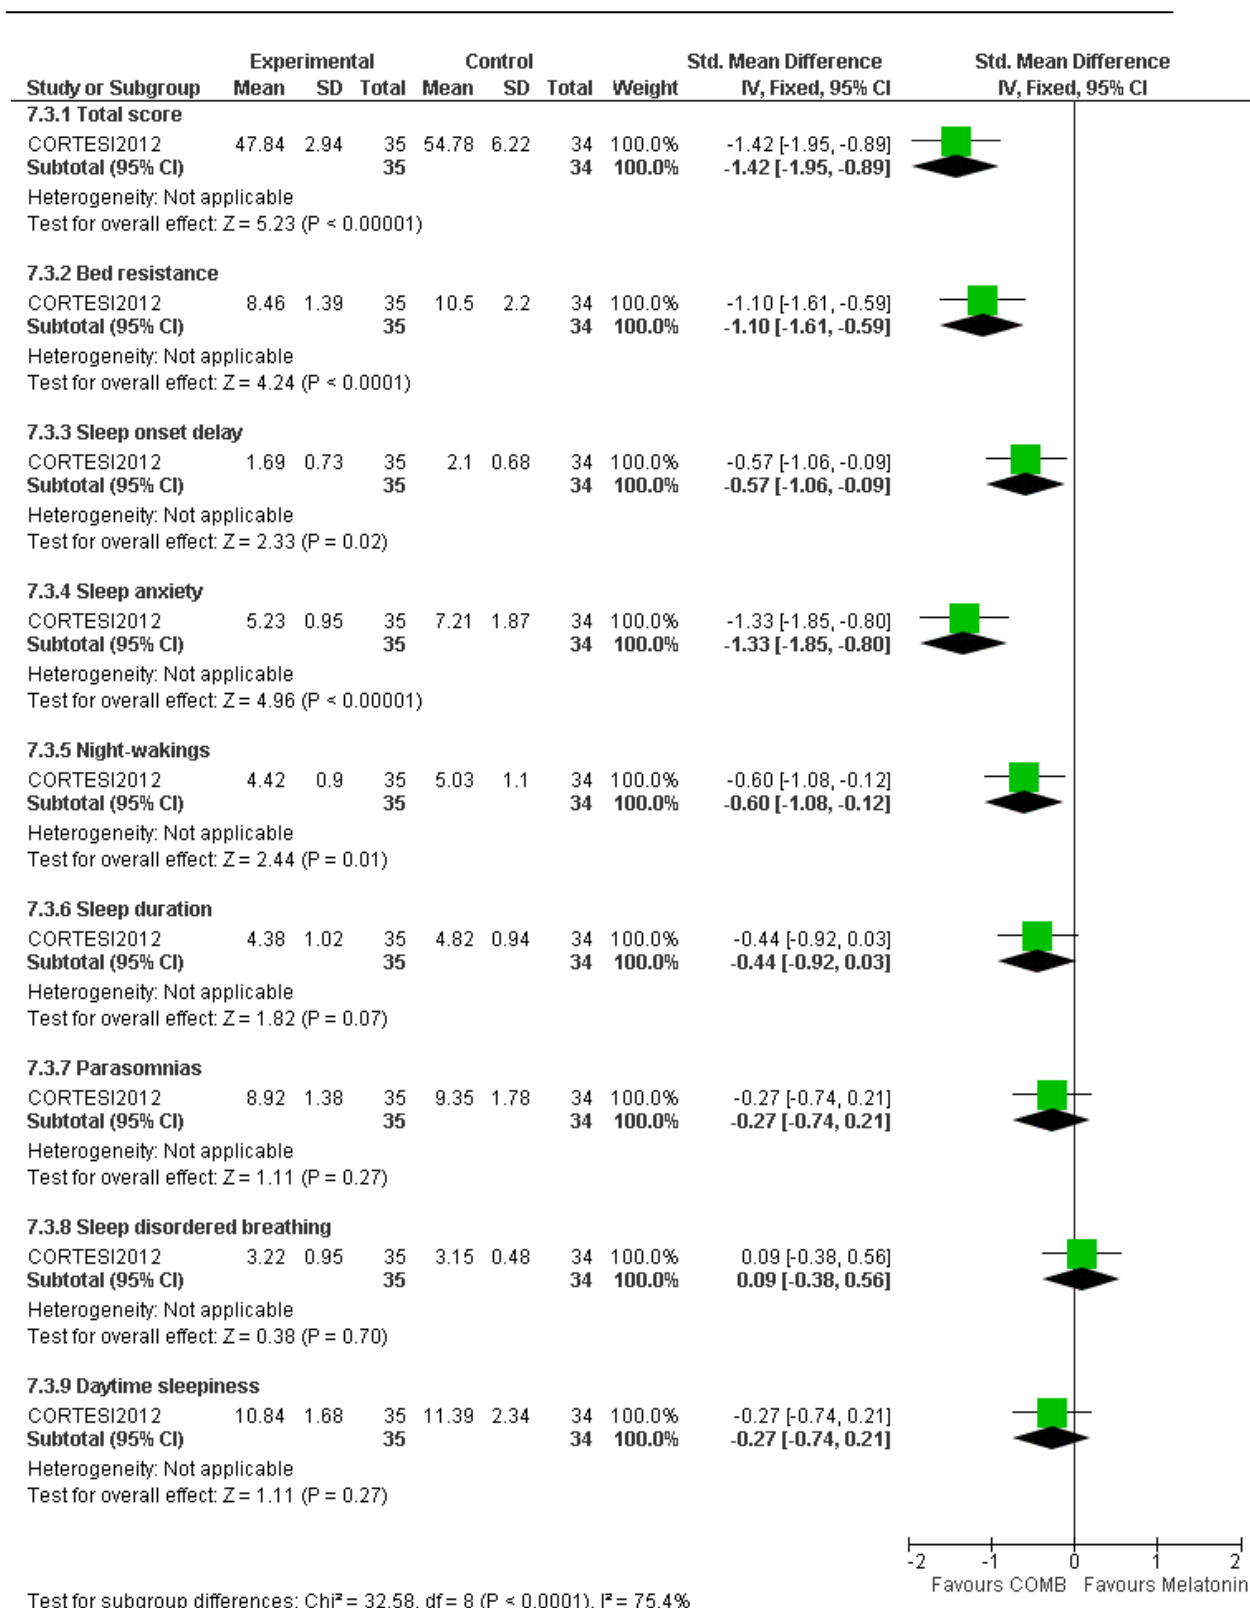 Experimental Control Std. Mean Difference Std. Mean Difference
Study or Subgroup Mean SD Total Mean SD Total Weight IV, Fixed, 95% CI IV, Fixed, 95% CI
7.3.1 Total score
CORTESI2012 47.84 2.94 35 54.78 6.22 34 100.0% -1.42 [-1.95, -0.89]
Subtotal (95% CI) 35 34 100.0% -1.42 [-1.95, -0.89]
Heterogeneity: Not applicable
Test for overall effect: Z = 5.23 (P < 0.00001)
7.3.2 Bed resistance
CORTESI2012 8.46 1.39 35 10.5 2.2 34 100.0% -1.10 [-1.61, -0.59]
Subtotal (95% CI) 35 34 100.0% -1.10 [-1.61, -0.59]
Heterogeneity: Not applicable
Test for overall effect: Z = 4.24 (P < 0.0001)
7.3.3 Sleep onset delay
CORTESI2012 1.69 0.73 35 2.1 0.68 34 100.0% -0.57 [-1.06, -0.09]
Subtotal (95% CI) 35 34 100.0% -0.57 [-1.06, -0.09]
Heterogeneity: Not applicable
Test for overall effect: Z = 2.33 (P = 0.02)
7.3.4 Sleep anxiety
CORTESI2012 5.23 0.95 35 7.21 1.87 34 100.0% -1.33 [-1.85, -0.80]
Subtotal (95% CI) 35 34 100.0% -1.33 [-1.85, -0.80]
Heterogeneity: Not applicable
Test for overall effect: Z = 4.96 (P < 0.00001)
7.3.5 Night-wakings
CORTESI2012 4.42 0.9 35 5.03 1.1 34 100.0% -0.60 [-1.08, -0.12]
Subtotal (95% CI) 35 34 100.0% -0.60 [-1.08, -0.12]
Heterogeneity: Not applicable
Test for overall effect: Z = 2.44 (P = 0.01)
7.3.6 Sleep duration
CORTESI2012 4.38 1.02 35 4.82 0.94 34 100.0% -0.44 [-0.92, 0.03]
Subtotal (95% CI) 35 34 100.0% -0.44 [-0.92, 0.03]
Heterogeneity: Not applicable
Test for overall effect: Z = 1.82 (P = 0.07)
7.3.7 Parasomnias
CORTESI2012 8.92 1.38 35 9.35 1.78 34 100.0% -0.27 [-0.74, 0.21]
Subtotal (95% CI) 35 34 100.0% -0.27 [-0.74, 0.21]
Heterogeneity: Not applicable
Test for overall effect: Z = 1.11 (P = 0.27)
7.3.8 Sleep disordered breathing
CORTESI2012 3.22 0.95 35 3.15 0.48 34 100.0% 0.09 [-0.38, 0.56]
Subtotal (95% CI) 35 34 100.0% 0.09 [-0.38, 0.56]
Heterogeneity: Not applicable
Test for overall effect: Z = 0.38 (P = 0.70)
7.3.9 Daytime sleepiness
CORTESI2012 10.84 1.68 35 11.39 2.34 34 100.0% -0.27 [-0.74, 0.21]
Subtotal (95% CI) 35 34 100.0% -0.27 [-0.74, 0.21]
Heterogeneity: Not applicable
Test for overall effect: Z = 1.11 (P = 0.27)
-2 -1 0 1 2
Favours COMB Favours Melatonin
Test for subgroup differences: Chi² = 32.58, df = 8 (P < 0.0001), I² = 75.4%